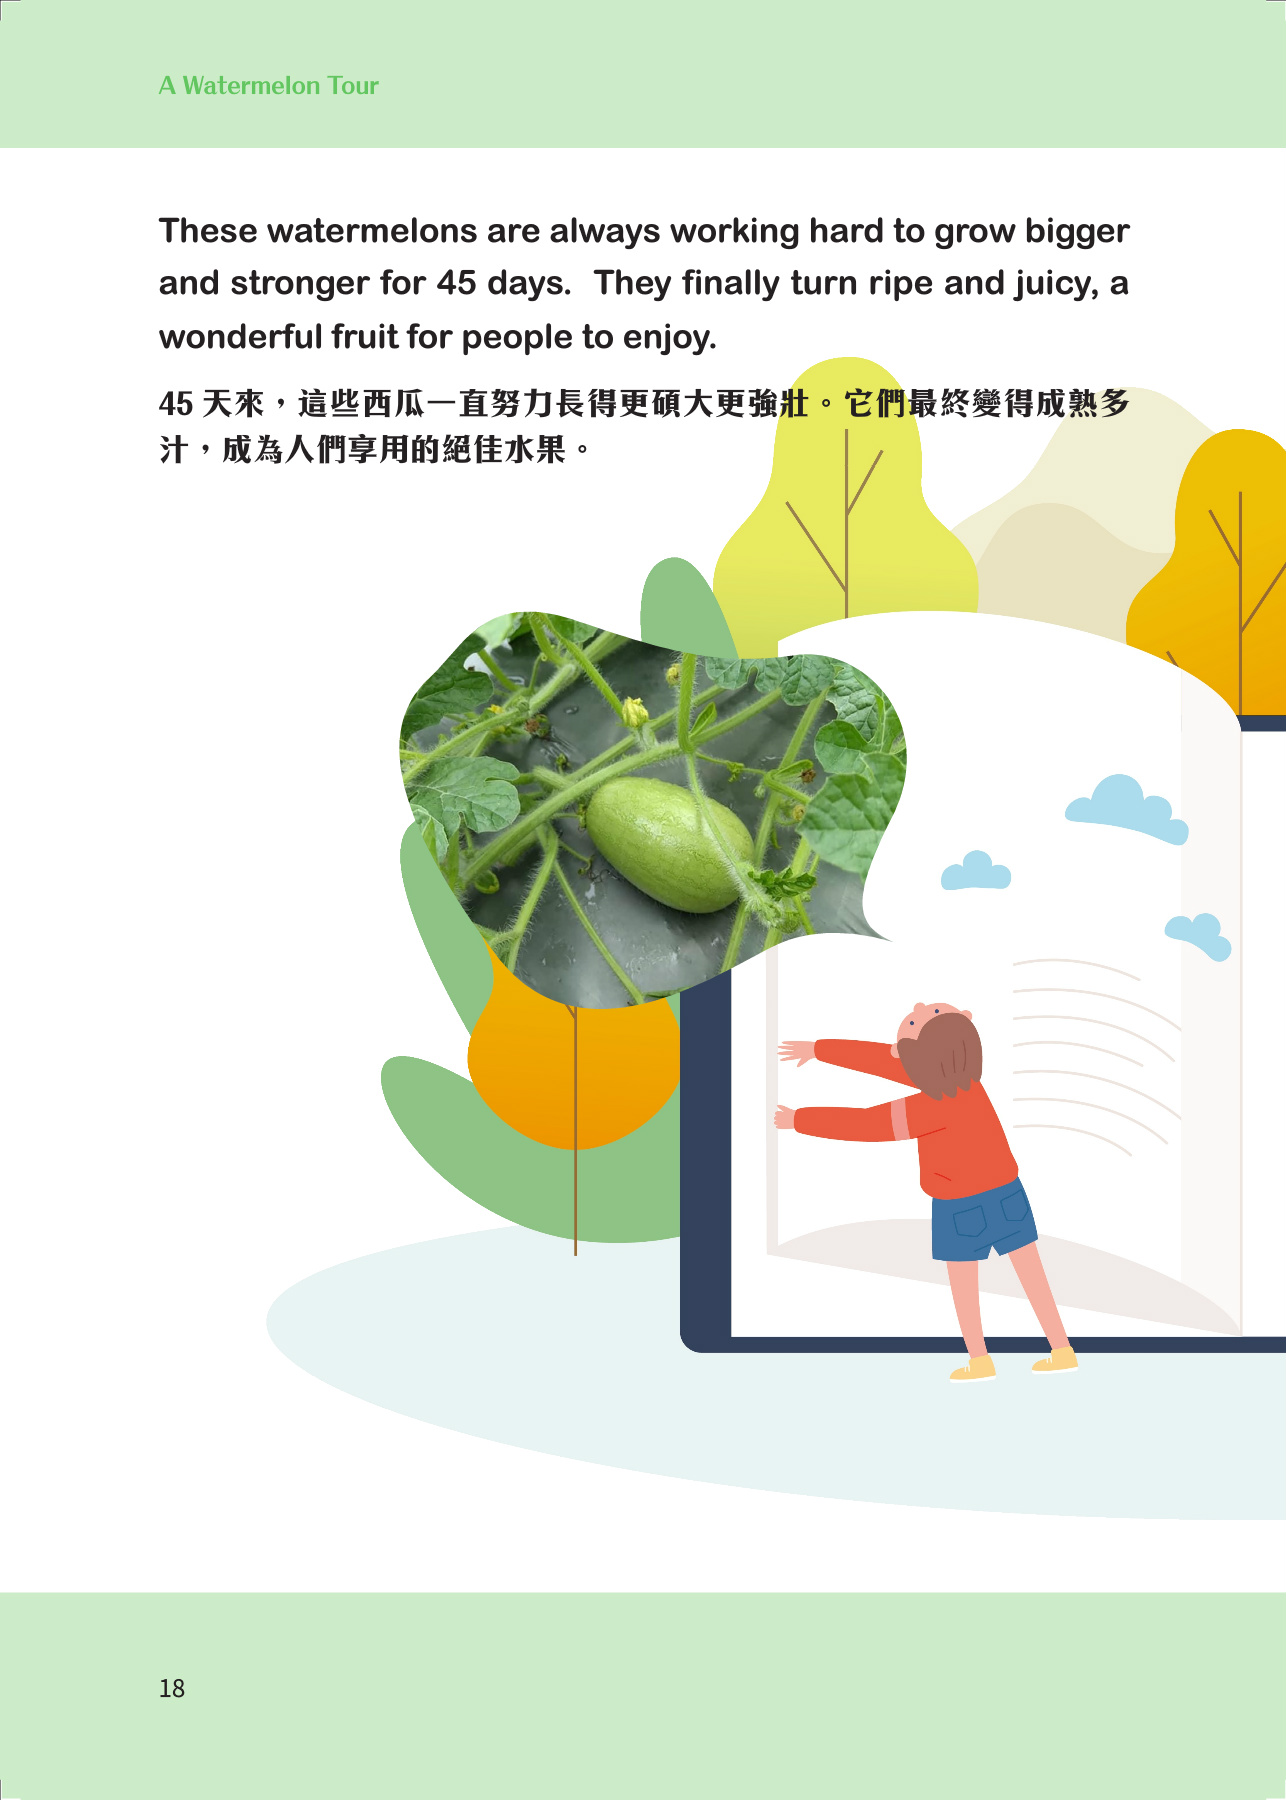 A Watermelon Tour
These watermelons are always working hard to grow bigger
and stronger for 45 days.  They finally turn ripe and juicy, a
wonderful fruit for people to enjoy.
45 天來，這些西瓜一直努力長得更碩大更強壯。它們最終變得成熟多
汁，成為人們享用的絕佳水果。
18